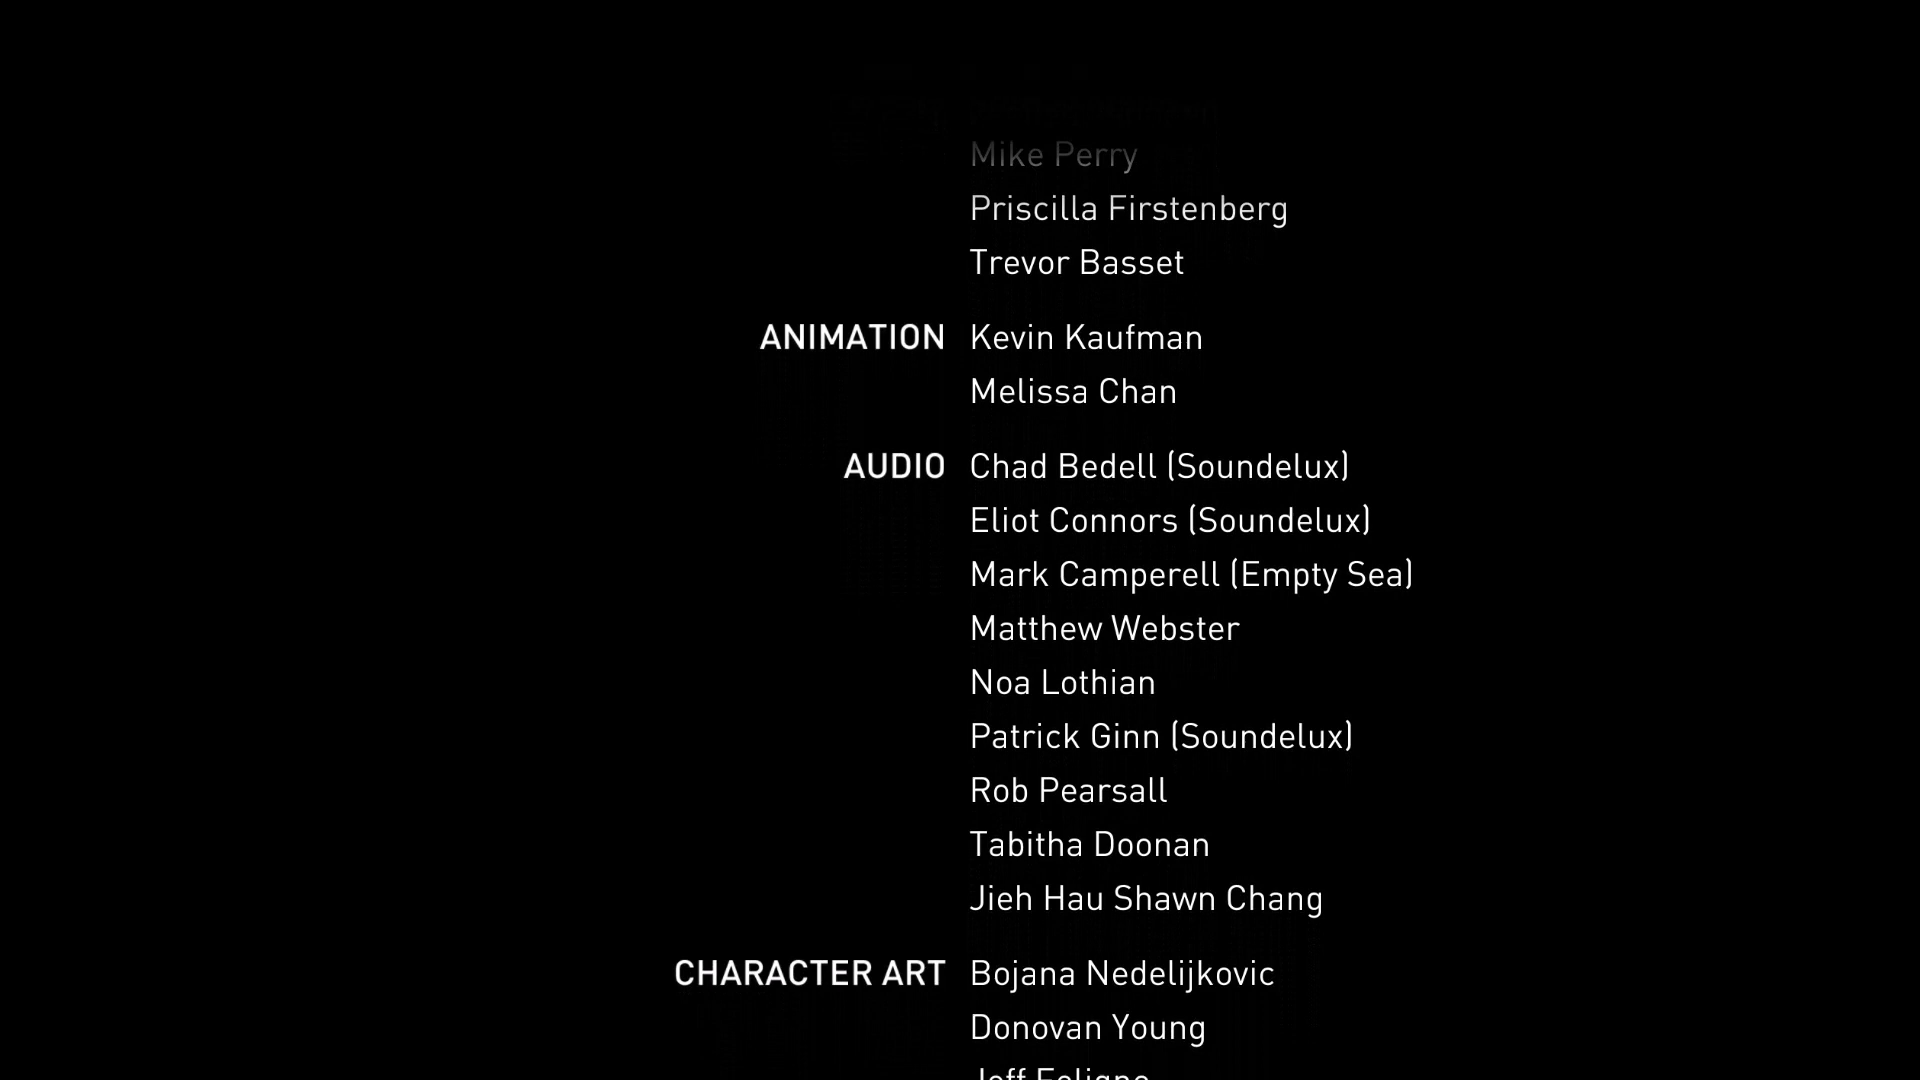 Mike Perry
Priscilla Firstenberg
Trevor Basset
ANIMATION Kevin Kaufman
Melissa Chan
AUDIO Chad Bedell (Soundelux)
Eliot Connors (Soundelux)
Mark Camperell (Empty Sea)
Matthew Webster
Noa Lothian
Patrick Ginn (Soundelux)
Rob Pearsall
Tabitha Doonan
Jieh Hau Shawn Chang
CHARACTER ART Bojana Nedelijkovic
Donovan Young
Jeff